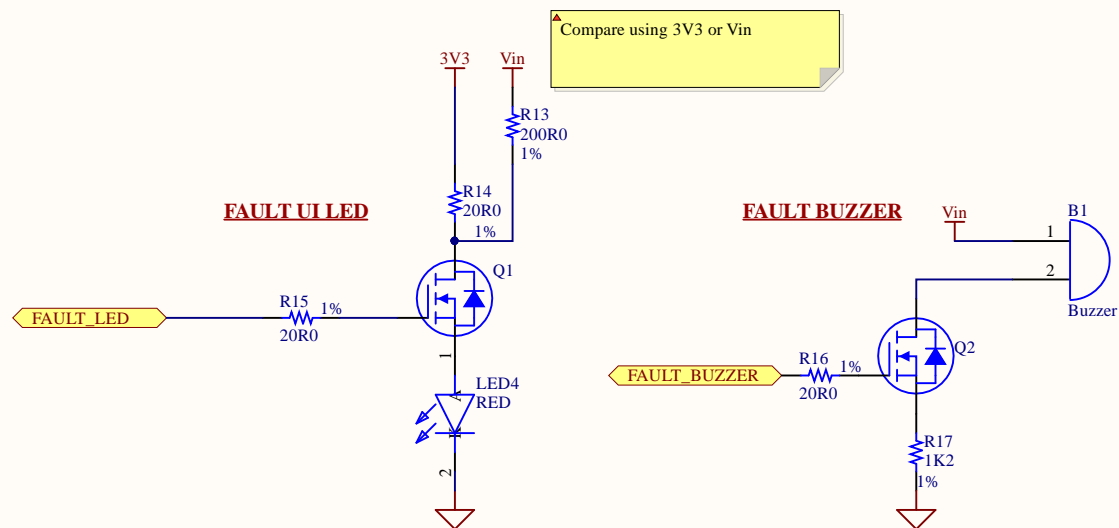 Compare using 3V3 or Vin
3V3
Vin
R13
200R0
1%
R14
20R0
1%
FAULT UI LED
FAULT BUZZER
Vin
B1
1
2
Buzzer
Q1
R15
1%
20R0
FAULT_LED
1
LED4
RED
A
K
2
Q2
R16
1%
20R0
FAULT_BUZZER
R17
1K2
1%